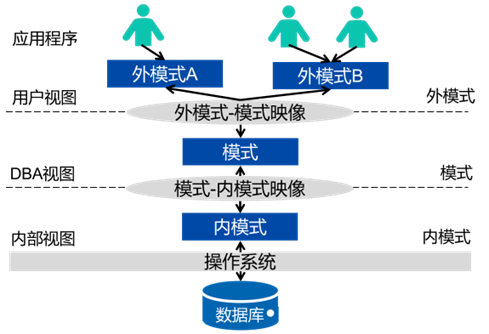 应用程序
外模式A
外模式B
用户视图
外模式-模式映像
外模式
模式
DBA视图
模式-内模式映像
模式
内模式
内部视图
内模式
操作系统
数据库